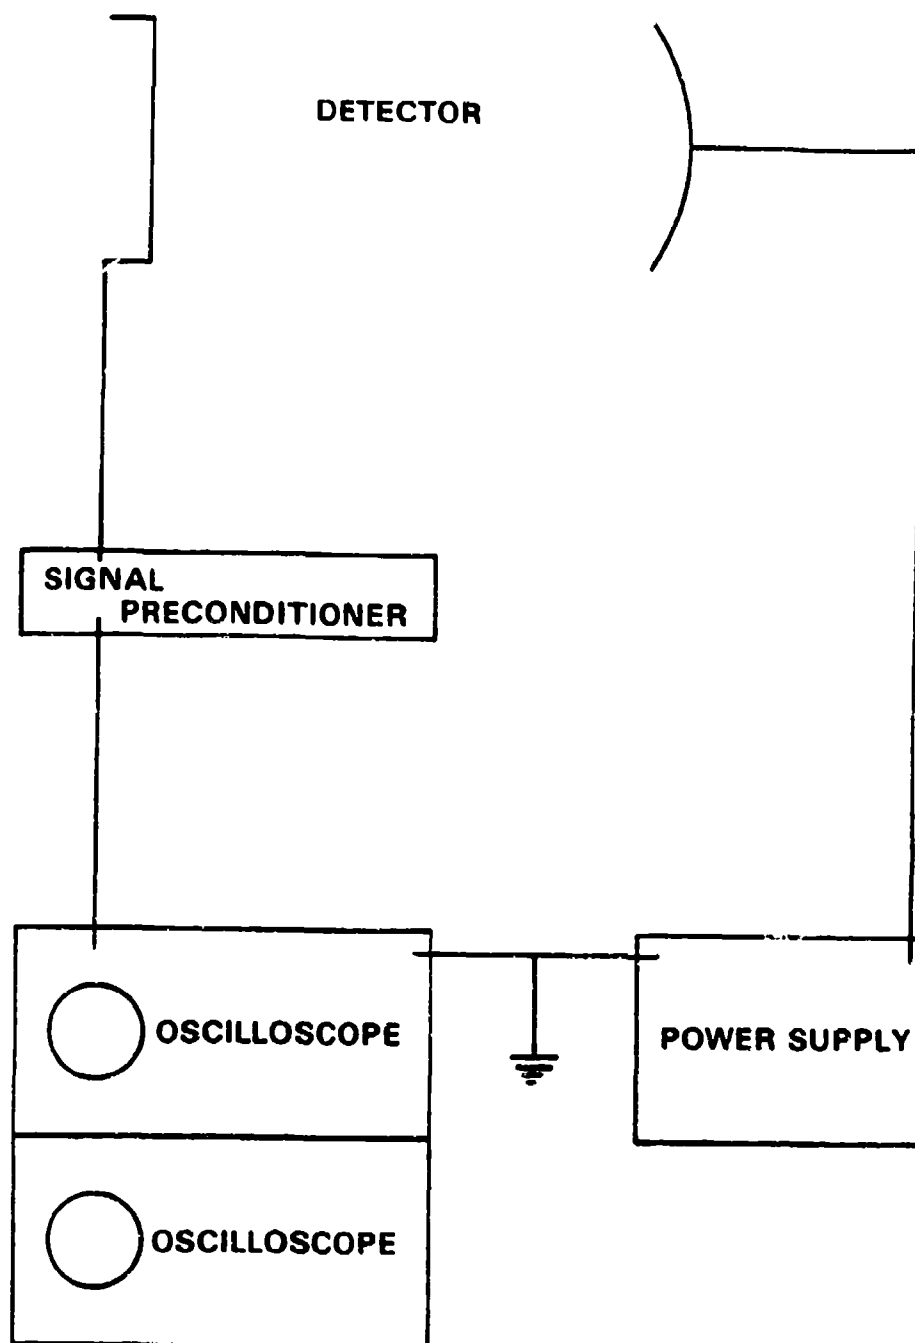 DETECTOR
SIGNAL
PRECONDITIONER
OSCILLOSCOPE
POWER SUPPLY
OSCILLOSCOPE